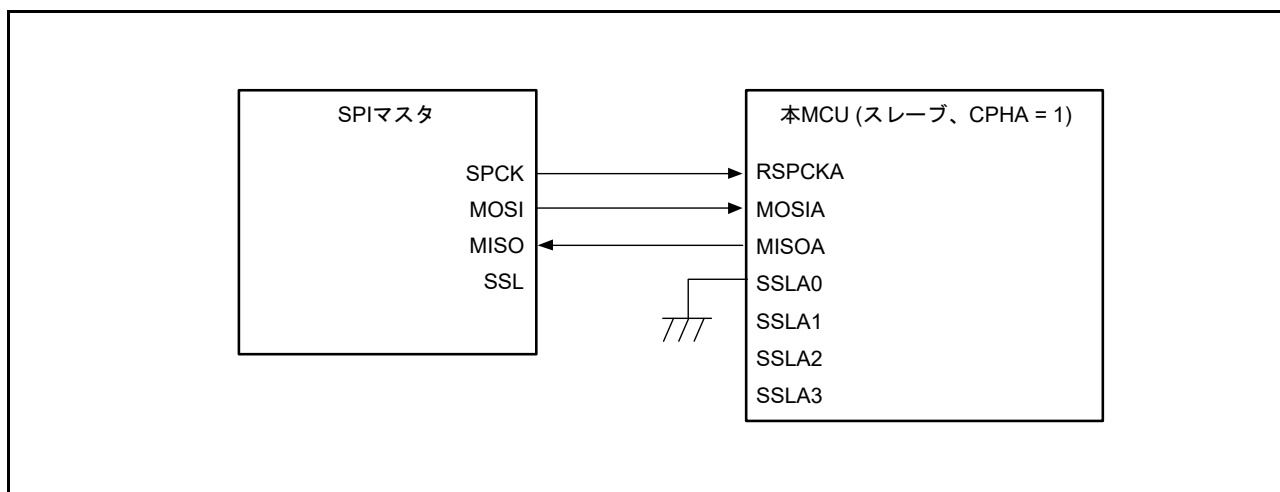 SPIマスタ
SPCK
MOSI
MISO
SSL
本MCU (スレーブ、CPHA = 1)
RSPCKA
MOSIA
MISOA
SSLA0
SSLA1
SSLA2
SSLA3